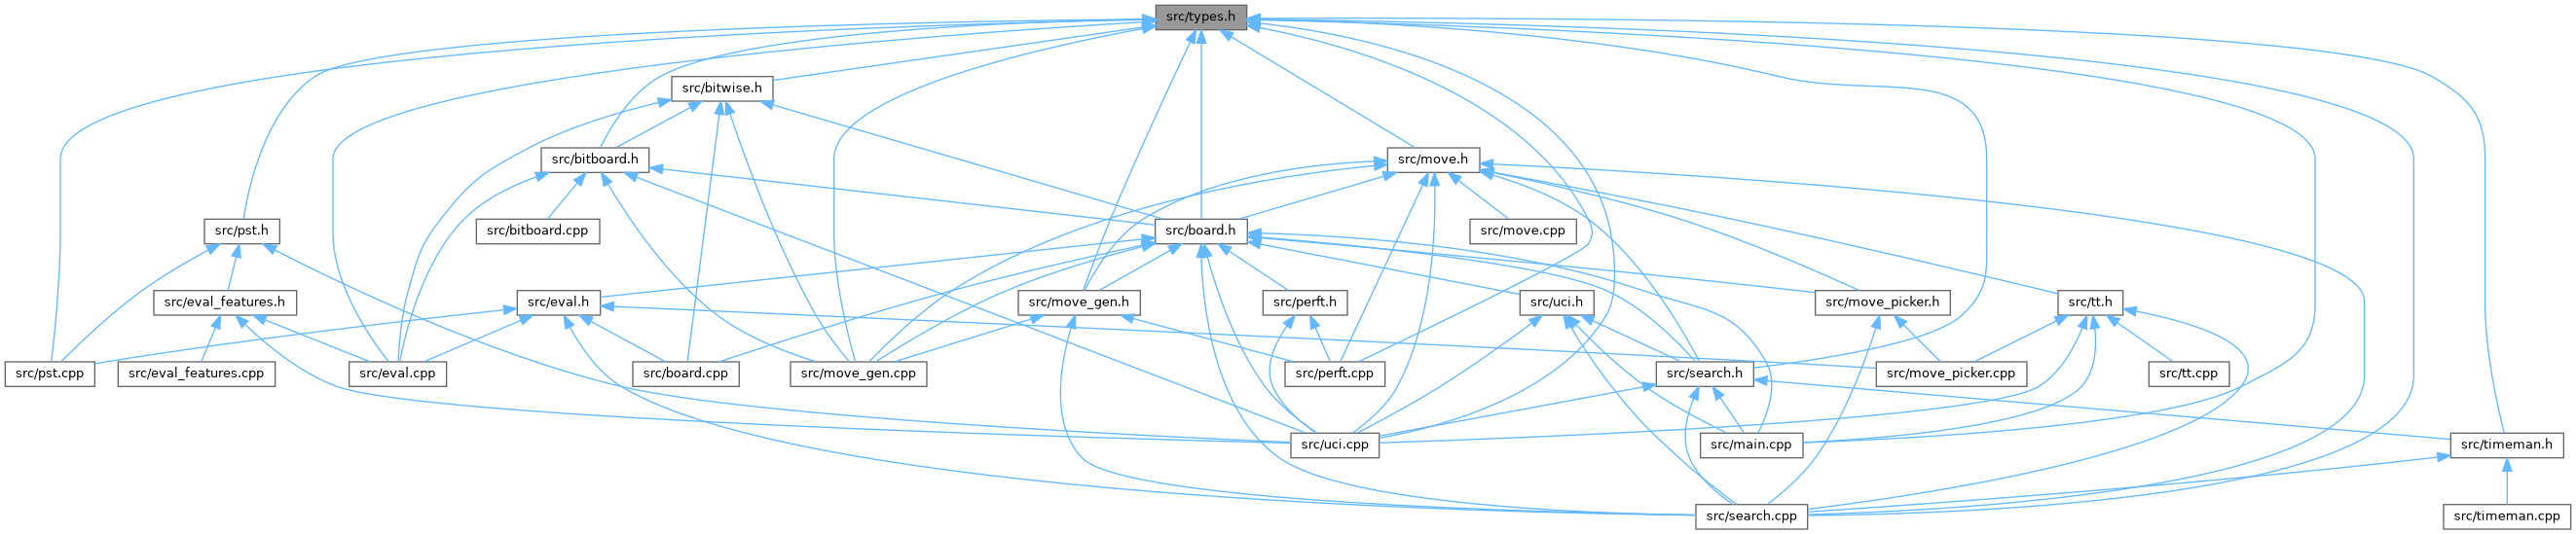 src/types.h
src/bitwise.h
src/bitboard.h
src/move.h
src/pst.h
src/bitboard.cpp
src/board.h
src/move.cpp
src/eval_features.h
src/eval.h
src/move_gen.h
src/perft.h
src/uci.h
src/move_picker.h
src/tt.h
src/pst.cpp
src/eval_features.cpp
src/eval.cpp
src/board.cpp
src/move_gen.cpp
src/perft.cpp
src/search.h
src/move_picker.cpp
src/tt.cpp
src/uci.cpp
src/main.cpp
src/timeman.h
src/search.cpp
src/timeman.cpp